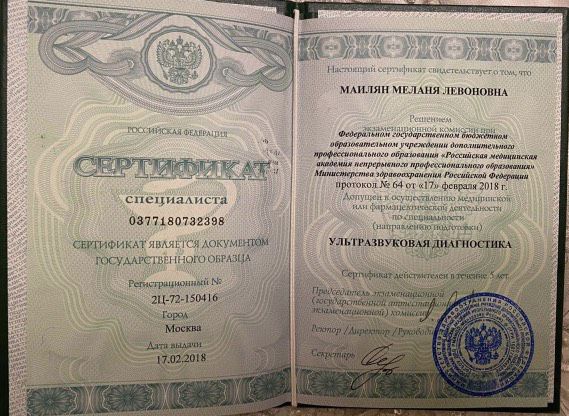 РОССИЙСКАЯ ФЕДЕРАЦИЯ
СЕРТИФИКАТ
специалиста
0377180732398
СЕРТИФИКАТ ЯВЛЯЕТСЯ ДОКУМЕНТОМ
ГОСУДАРСТВЕННОГО ОБРАЗЦА
Регистрационный №
2Ц-72-150416
Город
Москва
Дата выдачи
17.02.2018
Настоящий сертификат свидетельствует о том, что
МАИЛЯН МЕЛАНЯ ЛЕВОНОВНА
Решением
экзаменационной комиссии при
Федеральном государственном бюджетном
образовательном учреждении дополнительного
профессионального образования «Российская медицинская
академия непрерывного профессионального образования»
Министерства здравоохранения Российской Федерации
протокол № 64 от «17» февраля 2018 г.
Допущен к осуществлению медицинской
или фармацевтической деятельности
по специальности
(направлению подготовки)
УЛЬТРАЗВУКОВАЯ ДИАГНОСТИКА
Сертификат действителен в течение 5 лет.
Председатель экзаменационной
(государственной аттестационной,
экзаменационной) комиссии
Ректор /Директор /Руководитель
Секретарь